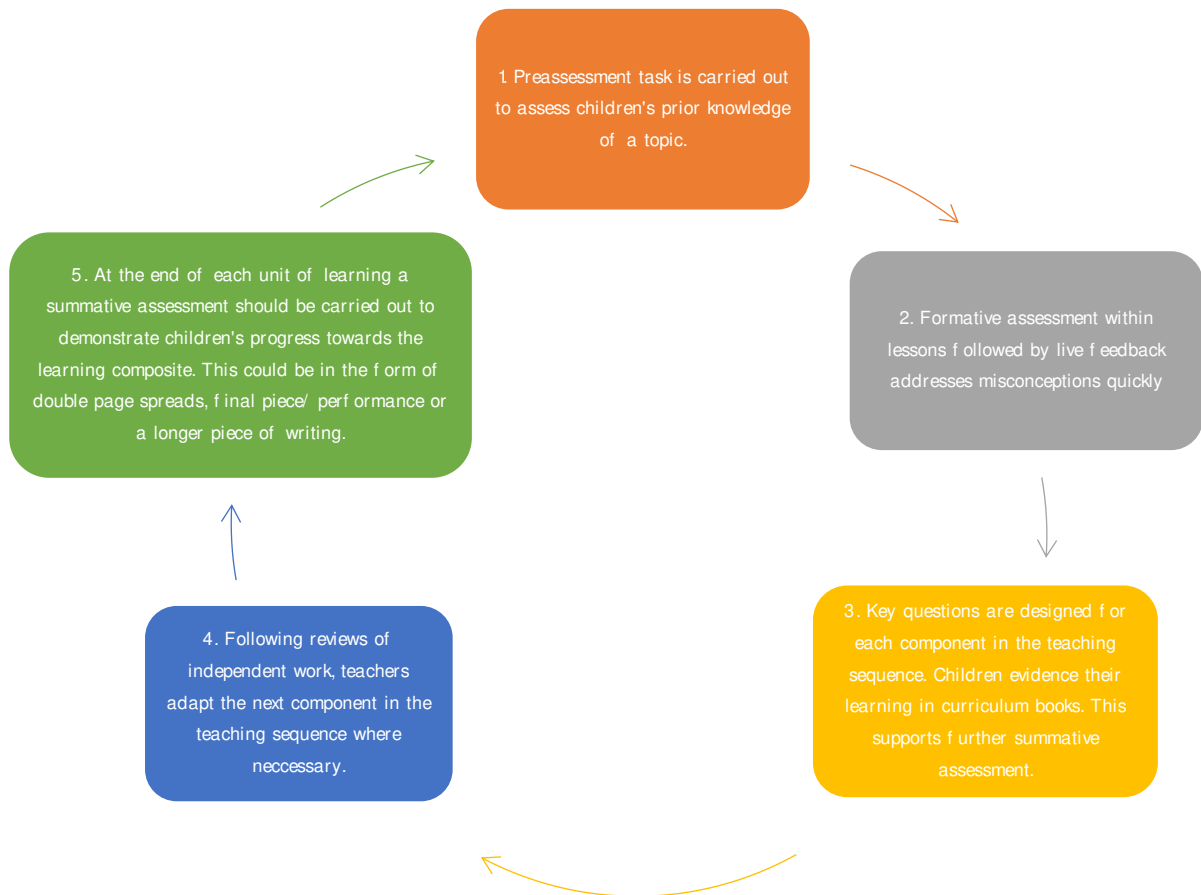 1. Preassessment task is carried out
to assess children's prior knowledge
of a topic.
2. Formative assessment within
lessons followed by live feedback
addresses misconceptions quickly
3. Key questions are designed for
each component in the teaching
sequence. Children evidence their
learning in curriculum books. This
supports further summative
assessment.
4. Following reviews of
independent work, teachers
adapt the next component in the
teaching sequence where
neccessary.
5. At the end of each unit of learning a
summative assessment should be carried out to
demonstrate children's progress towards the
learning composite. This could be in the form of
double page spreads, final piece/ performance or
a longer piece of writing.